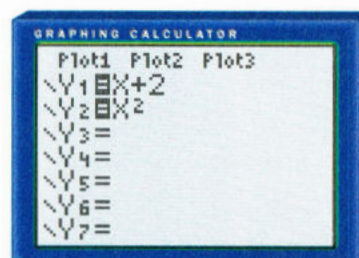 GRAPHING CALCULATOR
Plot1 Plot2 Plot3
\Y₁=X+2
\Y₂=X²
\Y₃=
\Y₄=
\Y₅=
\Y₆=
\Y₇=